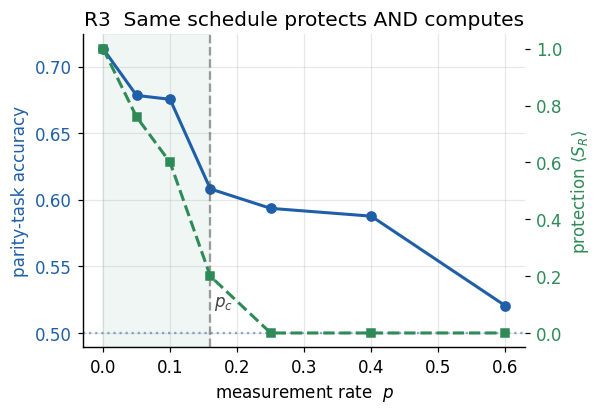 R3  Same schedule protects AND computes
parity-task accuracy
0.70
0.65
0.60
0.55
0.50
1.0
0.8
0.6
0.4
0.2
0.0
protection ⟨S_R⟩
p_c
0.0 0.1 0.2 0.3 0.4 0.5 0.6
measurement rate p